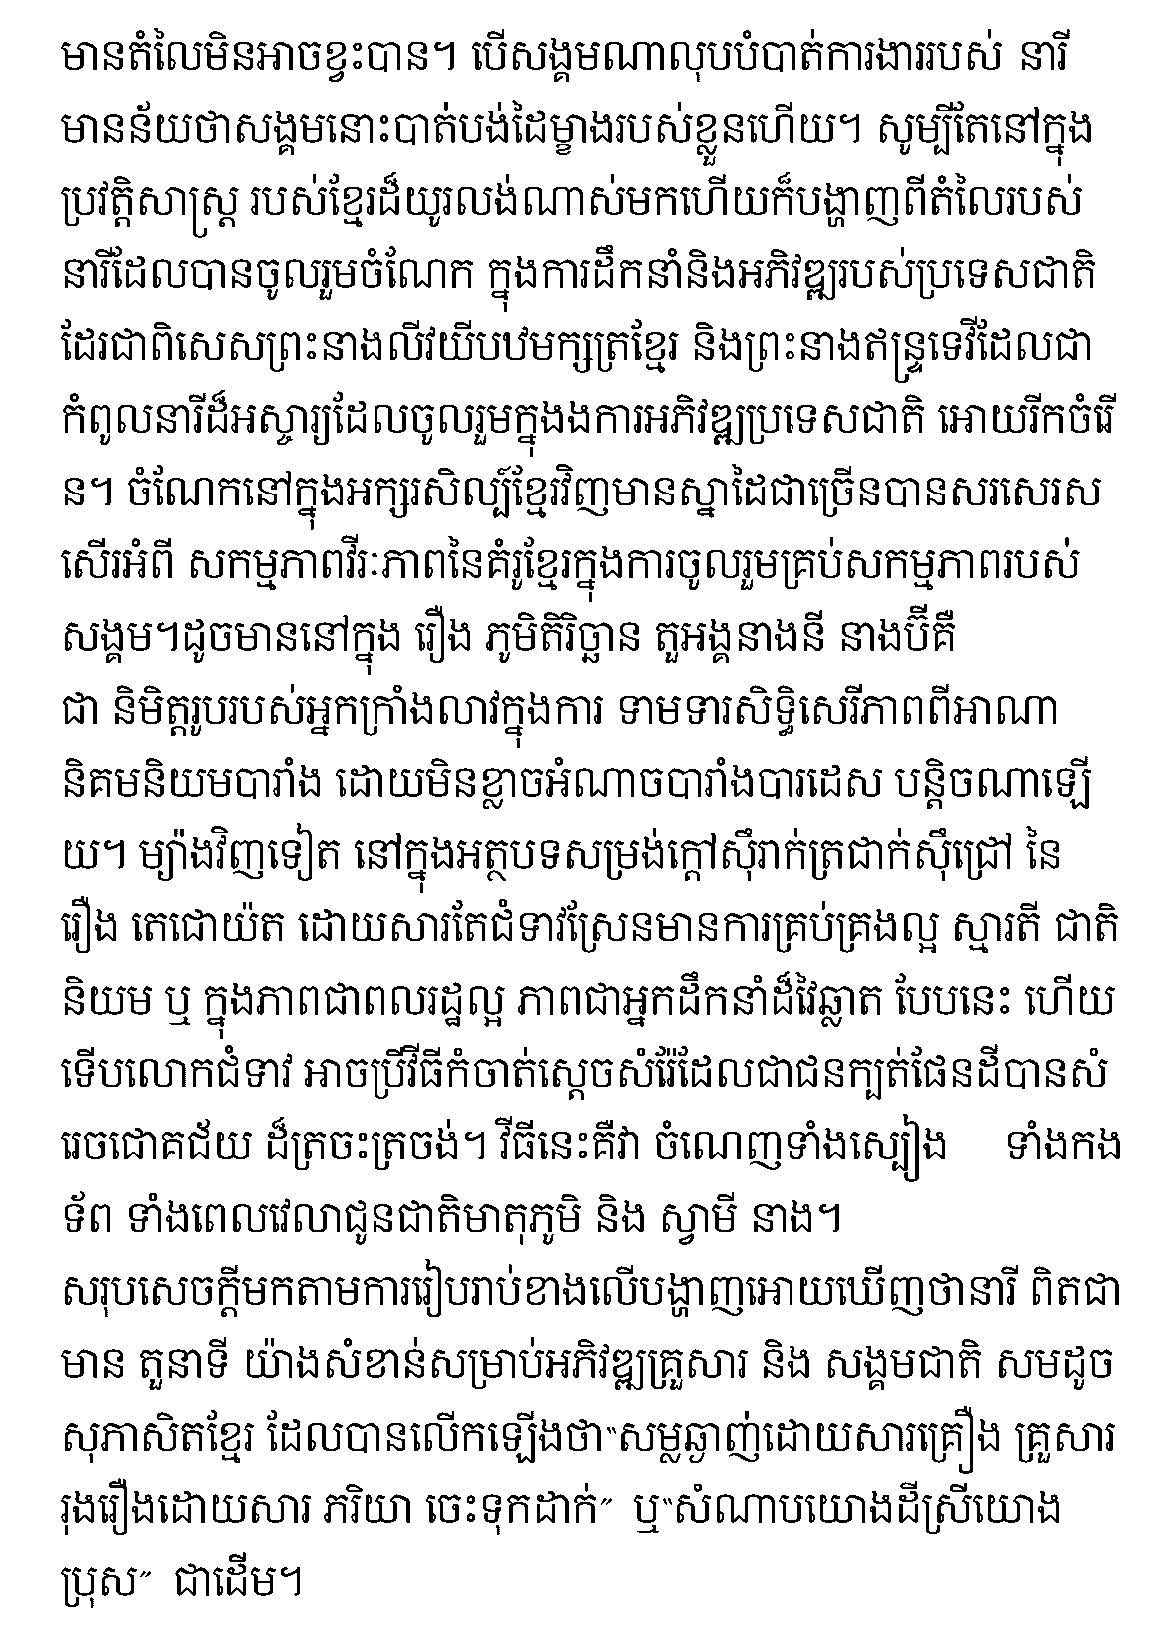 មានតំលៃមិនអាចខ្វះបាន។ បើសង្គមណាលុបបំបាត់ការងាររបស់ នារី
មានន័យថាសង្គមនោះបាត់បង់ដៃម្ខាងរបស់ខ្លួនហើយ។ សូម្បីតែនៅក្នុង
ប្រវត្តិសាស្ត្រ របស់ខ្មែរដ៏យូរលង់ណាស់មកហើយក៏បង្ហាញពីតំលៃរបស់
នារីដែលបានចូលរួមចំណែក ក្នុងការដឹកនាំនិងអភិវឌ្ឍរបស់ប្រទេសជាតិ
ដែរជាពិសេសព្រះនាងលីវយីបឋមក្សត្រខ្មែរ និងព្រះនាងឥន្ទ្រទេវីដែលជា
កំពូលនារីដ៏អស្ចារ្យដែលចូលរួមក្នុងងការអភិវឌ្ឍប្រទេសជាតិ អោយរីកចំរើ
ន។ ចំណែកនៅក្នុងអក្សរសិល្ប៍ខ្មែរវិញមានស្នាដៃជាច្រើនបានសរសេរស
សើរអំពី សកម្មភាពវីរៈភាពនៃគំរូខ្មែរក្នុងការចូលរួមគ្រប់សកម្មភាពរបស់
សង្គម។ដូចមាននៅក្នុង រឿង ភូមិតិរិច្ឆាន តួអង្គនាងនី នាងប៊ីគឺ
ជា និមិត្តរូបរបស់អ្នកក្រាំងលាវក្នុងការ ទាមទារសិទ្ធិសេរីភាពពីអាណា
និគមនិយមបារាំង ដោយមិនខ្លាចអំណាចបារាំងបារដេស បន្តិចណាឡើ
យ។ ម្យ៉ាងវិញទៀត នៅក្នុងអត្ថបទសម្រង់ក្តៅស៊ីរាក់ត្រជាក់ស៊ីជ្រៅ នៃ
រឿង តេជោយ៉ត ដោយសារតែជំទាវស្រែនមានការគ្រប់គ្រងល្អ ស្មារតី ជាតិ
និយម ឬ ក្នុងភាពជាពលរដ្ឋល្អ ភាពជាអ្នកដឹកនាំដ៏វៃឆ្លាត បែបនេះ ហើយ
ទើបលោកជំទាវ អាចប្រើវីធីកំចាត់ស្តេចសំរ៉ែដែលជាជនក្បត់ផែនដីបានសំ
រេចជោគជ័យ ដ៏ត្រចះត្រចង់។ វីធីនេះគឺវា ចំណេញទាំងស្បៀង ទាំងកង
ទ័ព ទាំងពេលវេលាជូនជាតិមាតុភូមិ និង ស្វាមី នាង។
សរុបសេចក្តីមកតាមការរៀបរាប់ខាងលើបង្ហាញអោយឃើញថានារី ពិតជា
មាន តួនាទី យ៉ាងសំខាន់សម្រាប់អភិវឌ្ឍគ្រួសារ និង សង្គមជាតិ សមដូច
សុភាសិតខ្មែរ ដែលបានលើកឡើងថា“សម្លឆ្ងាញ់ដោយសារគ្រឿង គ្រួសារ
រុងរឿងដោយសារ ភរិយា ចេះទុកដាក់” ឬ“សំណាបយោងដីស្រីយោង
ប្រុស” ជាដើម។